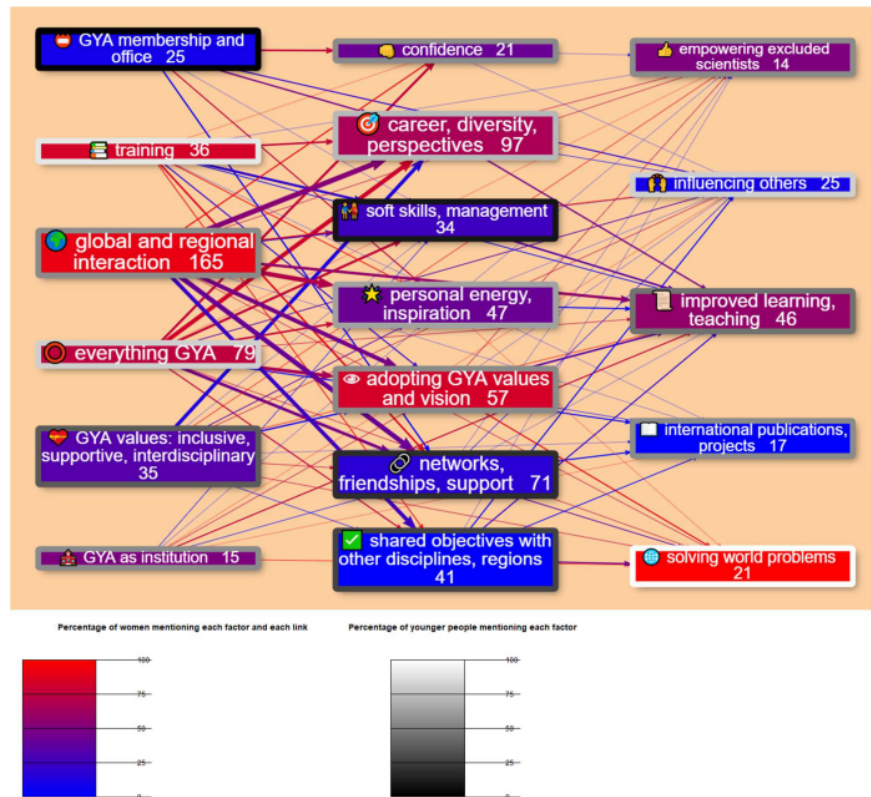 GYA membership and
office 25
training 36
global and regional
interaction 165
everything GYA 79
GYA values: inclusive,
supportive, interdisciplinary
35
GYA as institution 15
confidence 21
career, diversity,
perspectives 97
soft skills, management
34
personal energy,
inspiration 47
adopting GYA values
and vision 57
networks,
friendships, support 71
shared objectives with
other disciplines, regions
41
empowering excluded
scientists 14
influencing others 25
improved learning,
teaching 46
international publications,
projects 17
solving world problems
21
Percentage of women mentioning each factor and each link
100
75
50
25
0
Percentage of younger people mentioning each factor
100
75
50
25
0